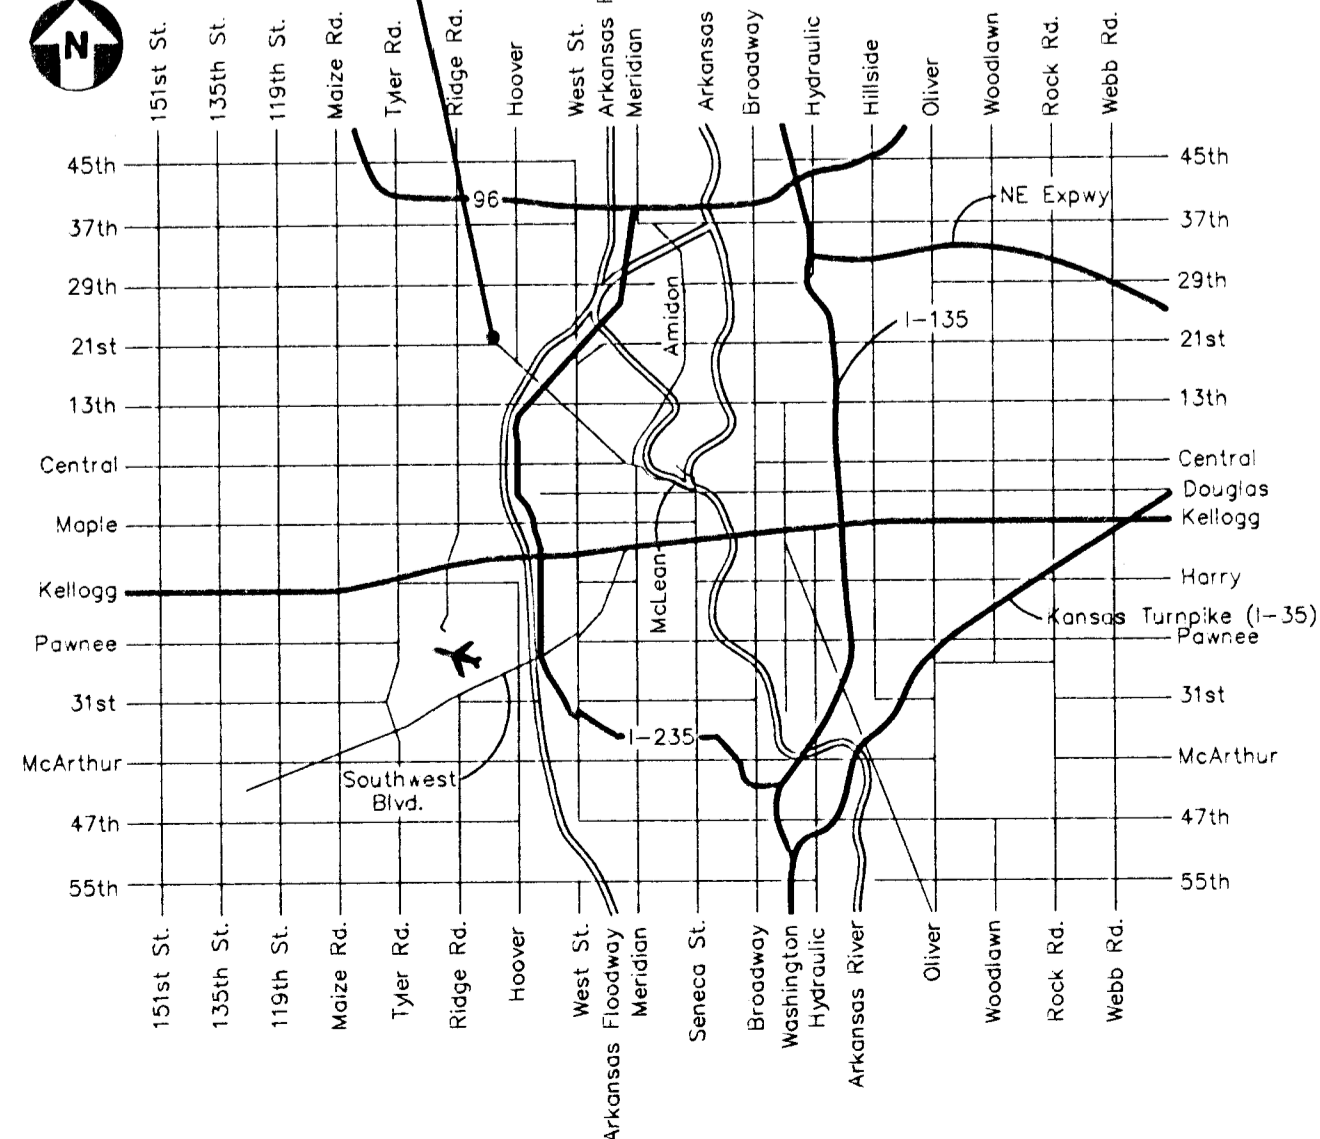 N
151st St.
135th St.
119th St.
Maize Rd.
Tyler Rd.
Ridge Rd.
Hoover
West St.
Arkansas
Meridian
Arkansas
Broadway
Hydraulic
Hillside
Oliver
Woodlawn
Rock Rd.
Webb Rd.
45th
45th
96
NE Expwy
37th
37th
29th
29th
Amidon
I-135
21st
21st
13th
13th
Central
Central
Douglas
Maple
Kellogg
McLean
Kellogg
Harry
Kansas Turnpike (I-35)
Pawnee
Pawnee
31st
31st
I-235
McArthur
McArthur
Southwest
Blvd.
47th
47th
55th
55th
151st St.
135th St.
119th St.
Maize Rd.
Tyler Rd.
Ridge Rd.
Hoover
West St.
Arkansas Floodway
Meridian
Seneca St.
Broadway
Washington
Hydraulic
Arkansas River
Oliver
Woodlawn
Rock Rd.
Webb Rd.